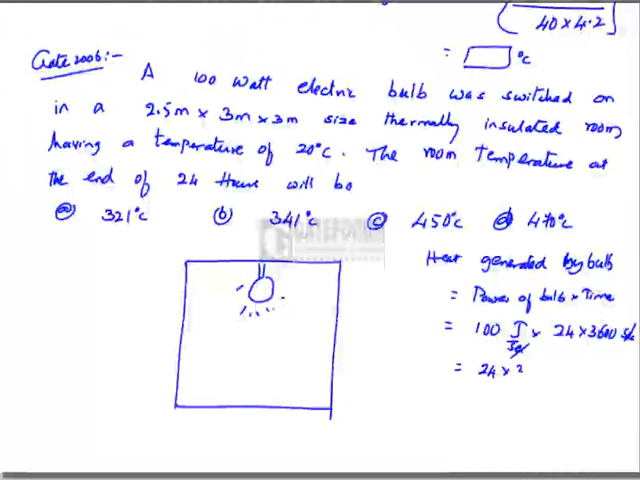 40 x 4.2
= °C
Gate 2006:-
A 100 Watt electric bulb was switched on
in a 2.5m x 3m x 3m size thermally insulated room
having a temperature of 20°C. The room temperature at
the end of 24 Hours will be
(a) 321°C (b) 341°C (c) 450°C (d) 470°C
Heat generated by bulb
= Power of bulb x Time
= 100 J/sec x 24 x 3600 sec
= 24 x 3